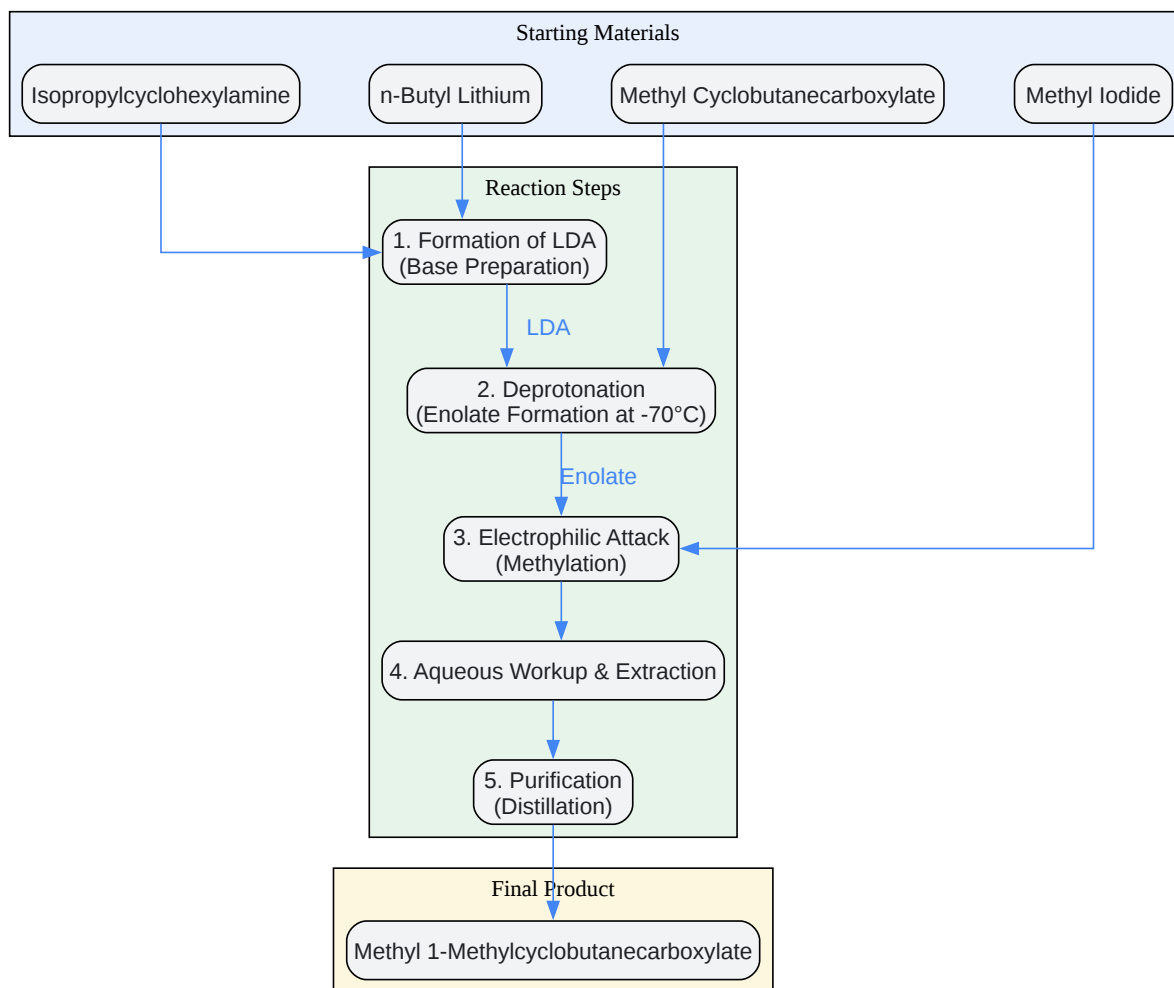 Starting Materials
Isopropylcyclohexylamine
n-Butyl Lithium
Methyl Cyclobutanecarboxylate
Methyl Iodide
Reaction Steps
1. Formation of LDA
(Base Preparation)
LDA
2. Deprotonation
(Enolate Formation at -70°C)
Enolate
3. Electrophilic Attack
(Methylation)
4. Aqueous Workup & Extraction
5. Purification
(Distillation)
Final Product
Methyl 1-Methylcyclobutanecarboxylate